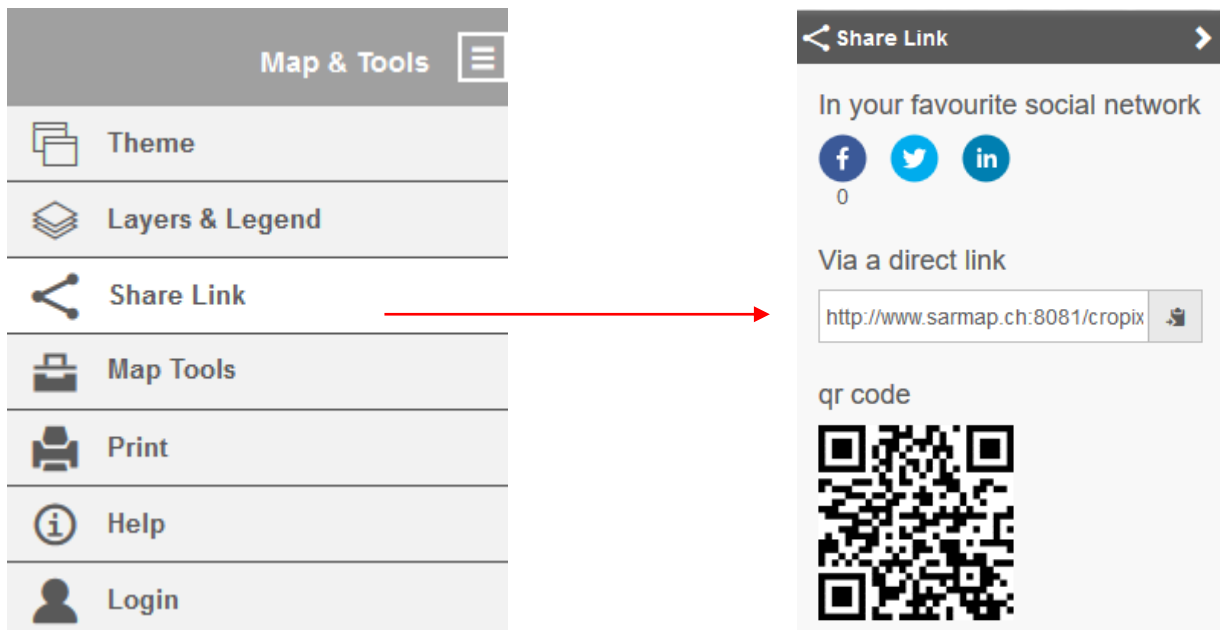 Map & Tools
Theme
Layers & Legend
Share Link
Map Tools
Print
Help
Login
Share Link
In your favourite social network
f in
0
Via a direct link
http://www.sarmap.ch:8081/cropix
qr code